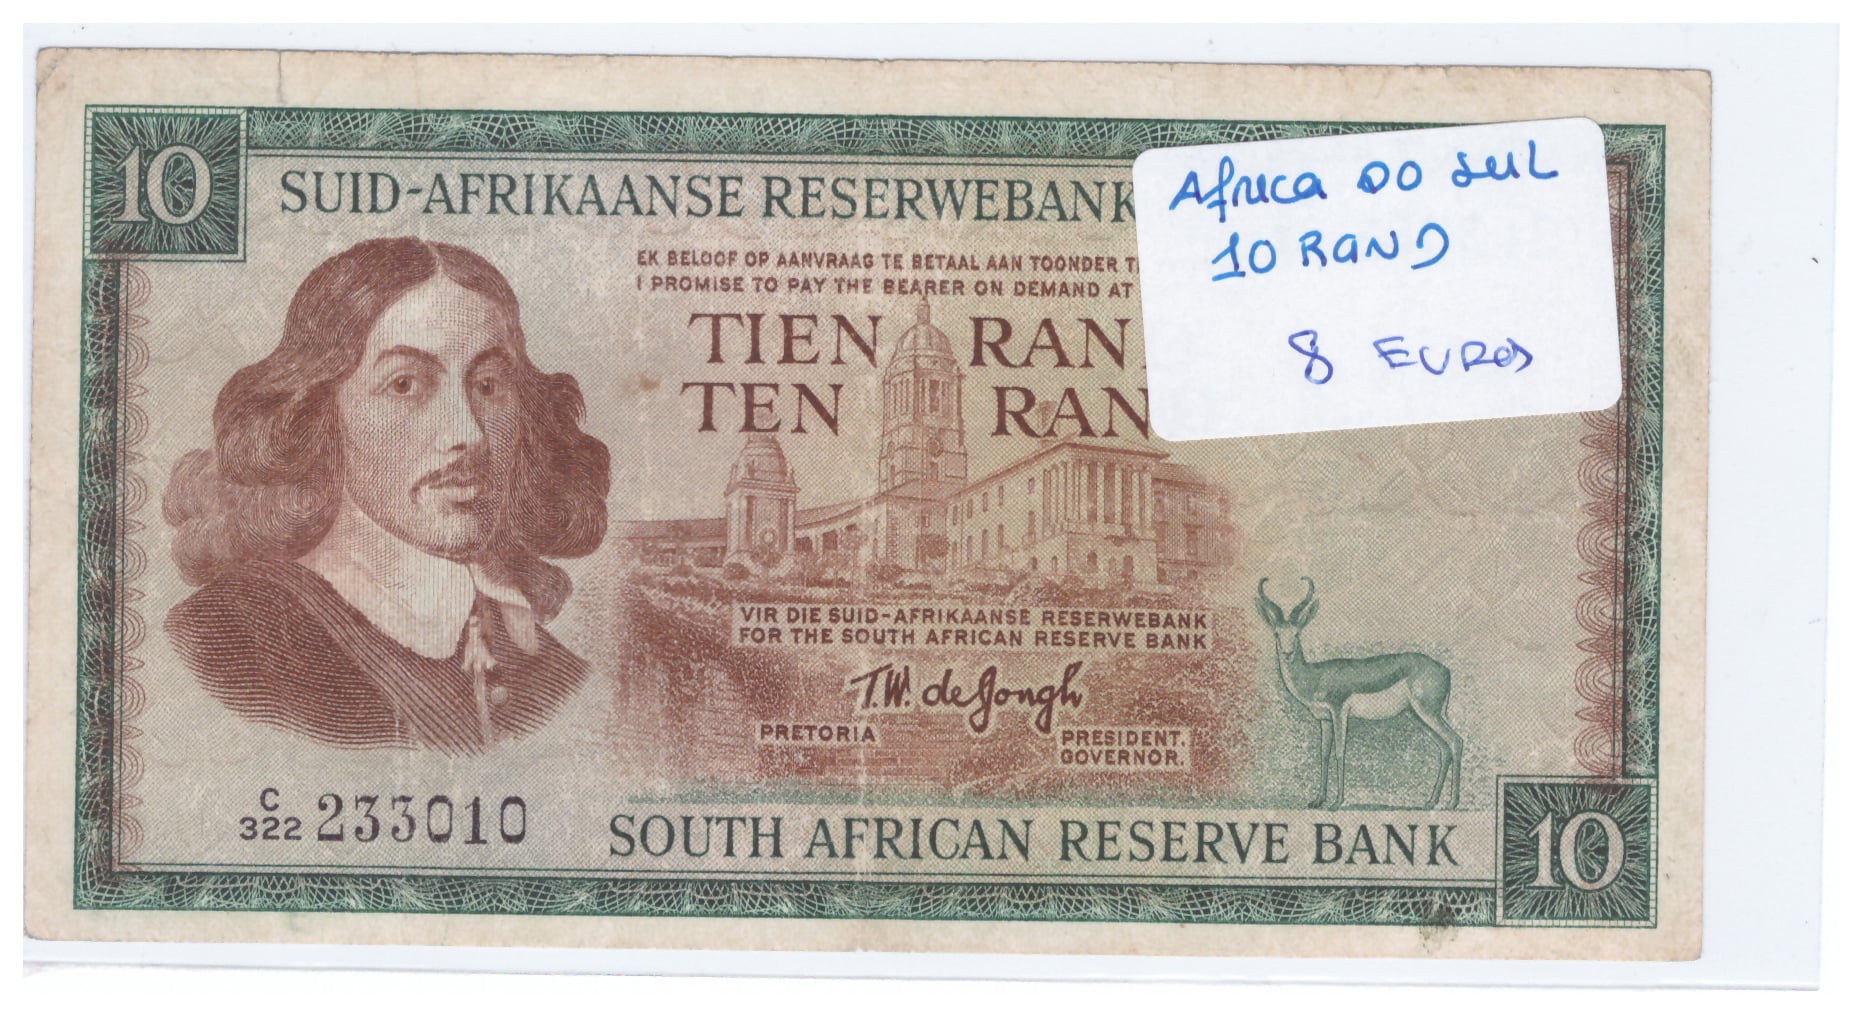 10
SUID-AFRIKAANSE RESERWEBANK
EK BELOOF OP AANVRAAG TE BETAAL AAN TOONDER
I PROMISE TO PAY THE BEARER ON DEMAND AT
TIEN RAN
TEN RAN
Africa DO SUL
10 RAND
8 EUROS
VIR DIE SUID-AFRIKAANSE RESERWEBANK
FOR THE SOUTH AFRICAN RESERVE BANK
T.W. de Jongh
PRETORIA
PRESIDENT.
GOVERNOR.
C
322 233010
SOUTH AFRICAN RESERVE BANK
10